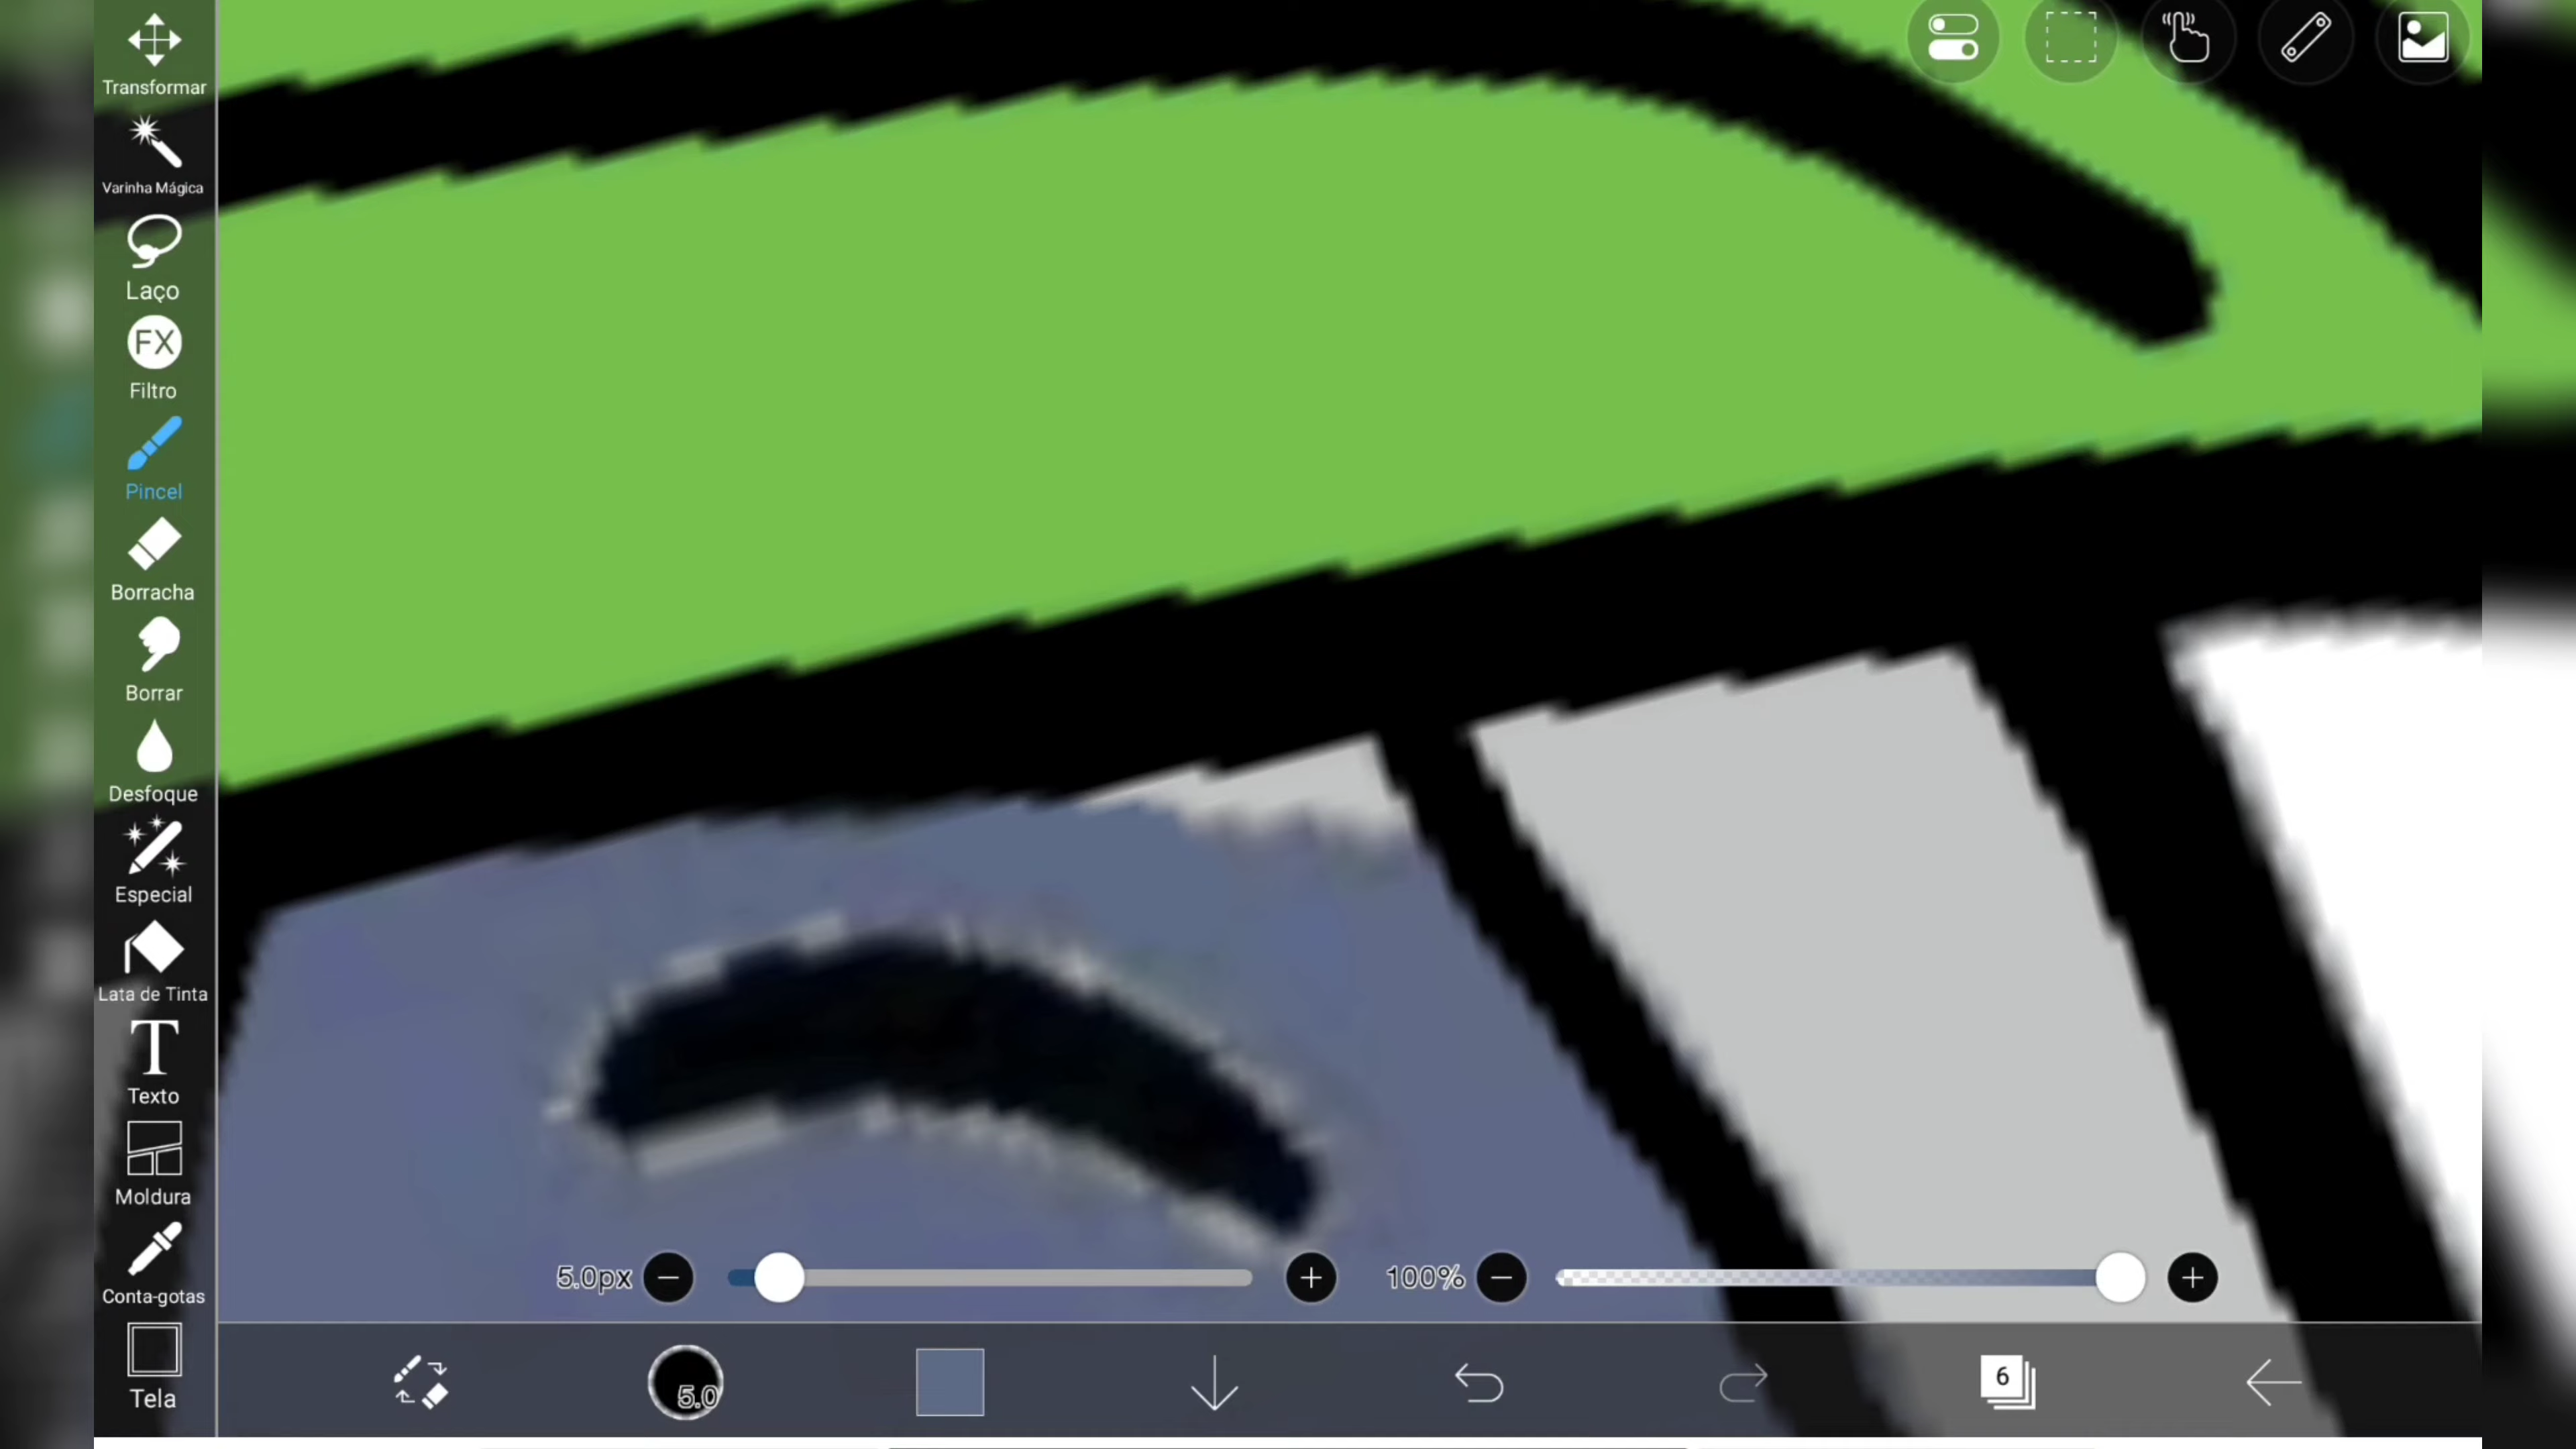 Transformar
Varinha Mágica
Laço
FX
Filtro
Pincel
Borracha
Borrar
Desfoque
Especial
Lata de Tinta
T
Texto
Moldura
Conta-gotas
Tela
5.0px
100%
5.0
6